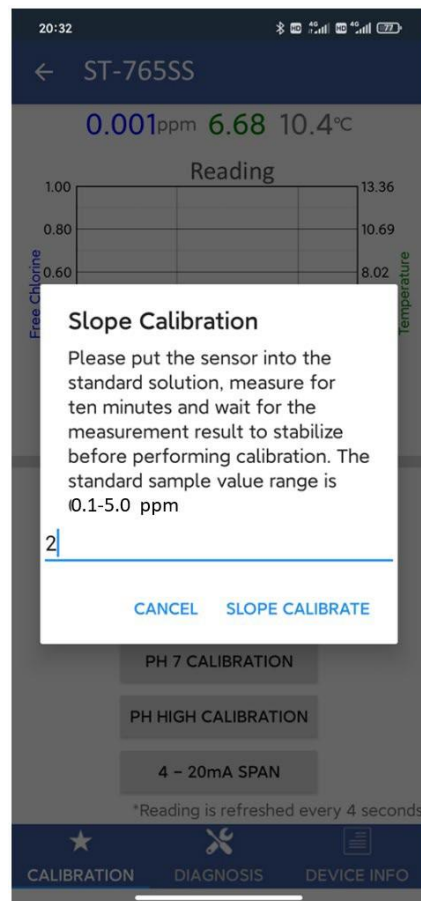 20:32
HD 4G HD 4G 77
← ST-765SS
0.001ppm 6.68 10.4°C
Reading
1.00 13.36
0.80 10.69
0.60 8.02
Free Chlorine
Temperature
Slope Calibration
Please put the sensor into the
standard solution, measure for
ten minutes and wait for the
measurement result to stabilize
before performing calibration. The
standard sample value range is
0.1-5.0 ppm
2
CANCEL SLOPE CALIBRATE
PH 7 CALIBRATION
PH HIGH CALIBRATION
4 – 20mA SPAN
*Reading is refreshed every 4 seconds
CALIBRATION DIAGNOSIS DEVICE INFO